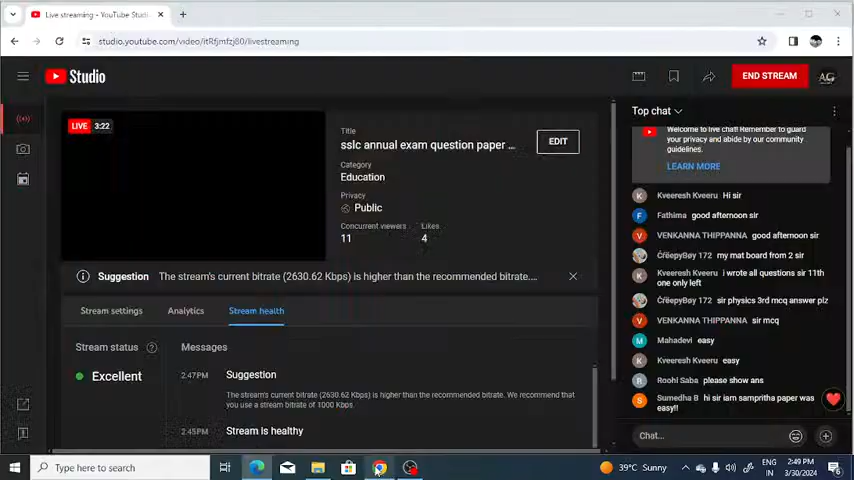 Live streaming - YouTube Studi
studio.youtube.com/video/itRfjmfzj80/livestreaming
Studio
END STREAM
LIVE 3:22
Title
sslc annual exam question paper ...
EDIT
Category
Education
Privacy
Public
Concurrent viewers
Likes
11
4
Suggestion The stream's current bitrate (2630.62 Kbps) is higher than the recommended bitrate....
Stream settings
Analytics
Stream health
Stream status
Messages
Excellent
2:47PM Suggestion
The stream's current bitrate (2630.62 Kbps) is higher than the recommended bitrate. We recommend that
you use a stream bitrate of 1000 Kbps.
2:45PM Stream is healthy
Top chat
Welcome to live chat! Remember to guard
your privacy and abide by our community
guidelines.
LEARN MORE
Kveeresh Kveeru Hi sir
Fathima good afternoon sir
VENKANNA THIPPANNA good afternoon sir
172 my mat board from 2 sir
Kveeresh Kveeru i wrote all questions sir 11th
one only left
172 sir physics 3rd mcq answer plz
VENKANNA THIPPANNA sir mcq
Mahadevi easy
Kveeresh Kveeru easy
Roohi Saba please show ans
Sumedha B hi sir iam sampritha paper was
easy!!
Chat...
Type here to search
39°C Sunny
ENG
IN
2:49 PM
3/30/2024
6